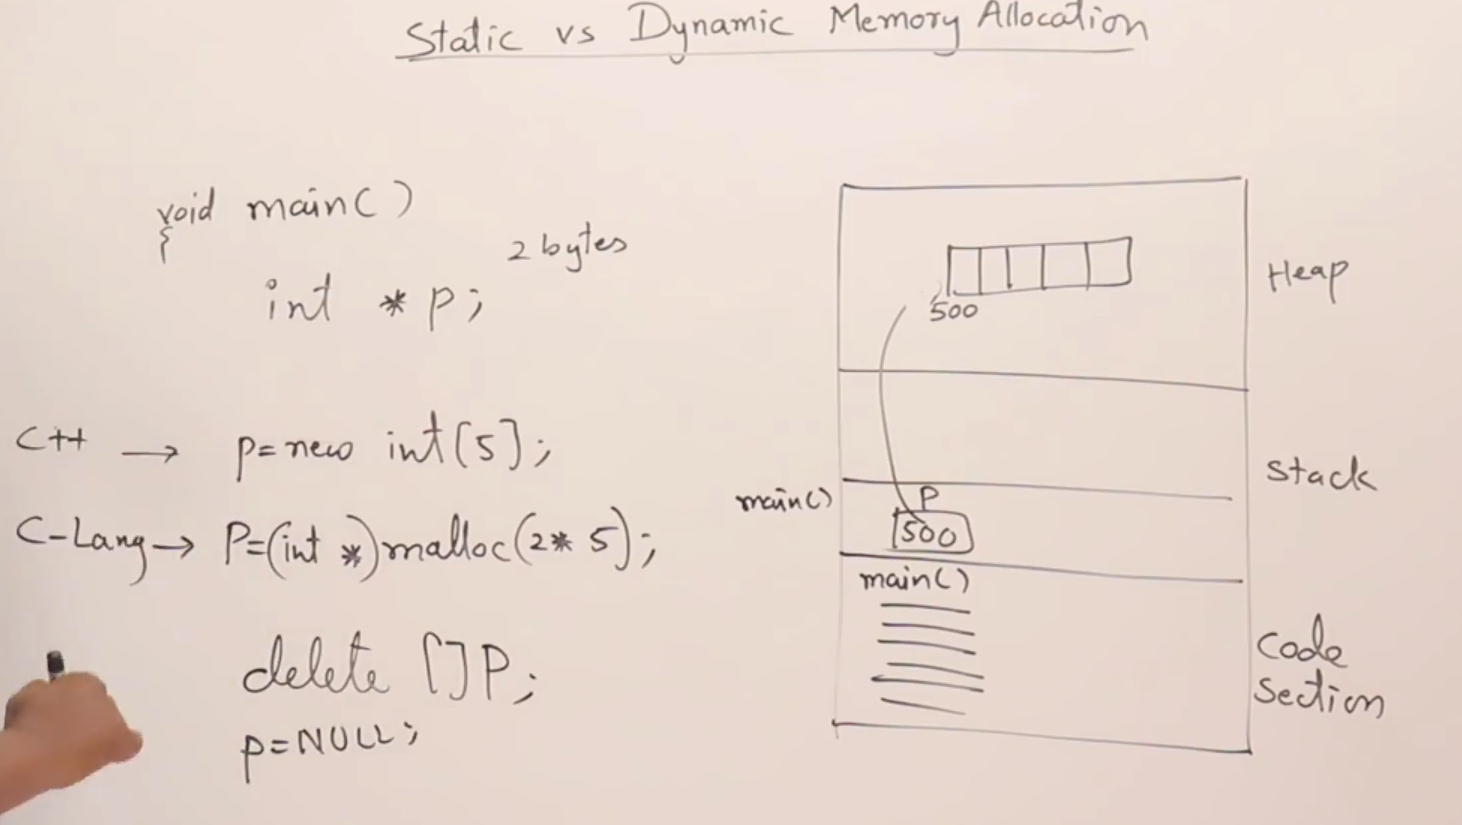 Static vs Dynamic Memory Allocation
void main()
{
2 bytes
int *p;
C++ → p=new int[5];
C-Lang → P=(int *)malloc(2* 5);
delete []P;
p=NULL;
500
Heap
Stack
main()
P
500
main()
Code
Section